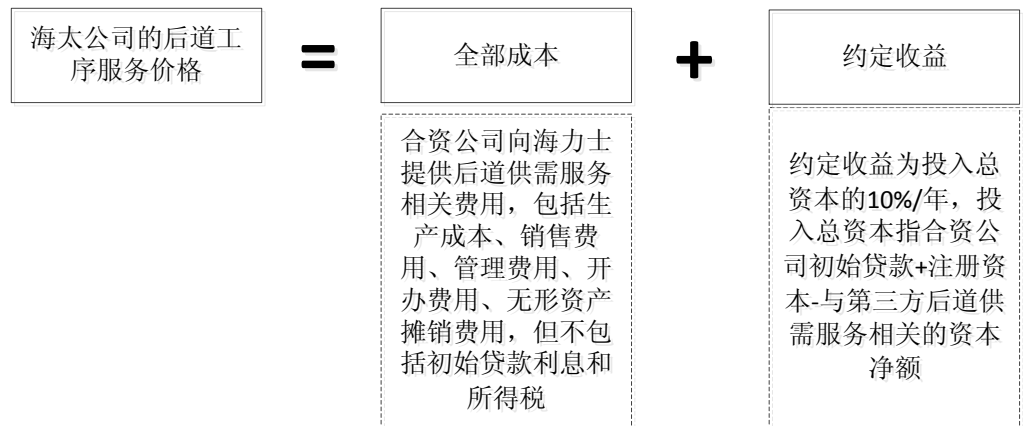 海太公司的后道工
序服务价格
=
全部成本
+
约定收益
合资公司向海力士
提供后道供需服务
相关费用，包括生
产成本、销售费
用、管理费用、开
办费用、无形资产
摊销费用，但不包
括初始贷款利息和
所得税
约定收益为投入总
资本的10%/年，投
入总资本指合资公
司初始贷款+注册资
本-与第三方后道供
需服务相关的资本
净额